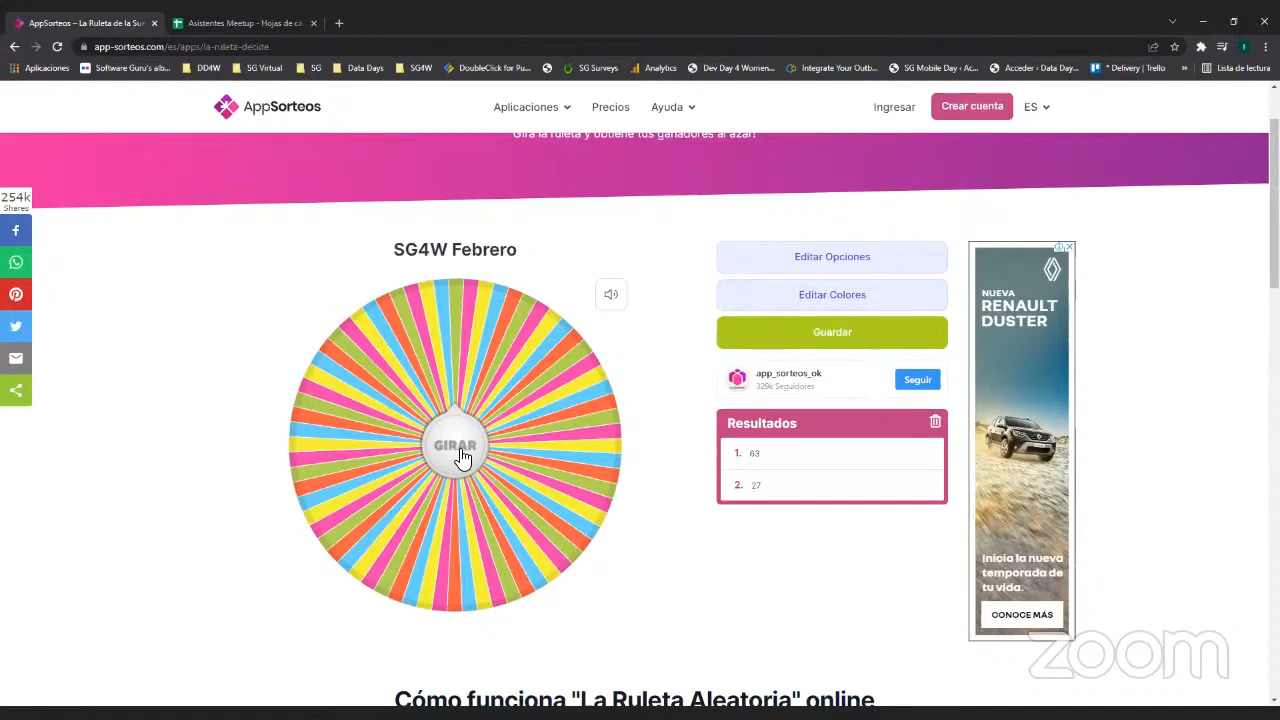 AppSorteos – La Ruleta de la Sue
Asistentes Meetup - Hojas de cá
app-sorteos.com/es/apps/la-ruleta-decide
Aplicaciones
Software Guru's alb...
DD4W
SG Virtual
SG
Data Days
SG4W
DoubleClick for Pu...
SG Surveys
Analytics
Dev Day 4 Women...
Integrate Your Outb...
SG Mobile Day ‹ Ac...
Acceder ‹ Data Day...
* Delivery | Trello
»
Lista de lectura
AppSorteos
Aplicaciones
Precios
Ayuda
Ingresar
Crear cuenta
ES
Gira la ruleta y obtiene tus ganadores al azar!
254k
Shares
SG4W Febrero
GIRAR
Editar Opciones
Editar Colores
Guardar
app_sorteos_ok
329k Seguidores
Seguir
Resultados
1. 63
2. 27
NUEVA
RENAULT
DUSTER
Inicia la nueva
temporada de
tu vida.
CONOCE MÁS
zoom
Cómo funciona "La Ruleta Aleatoria" online